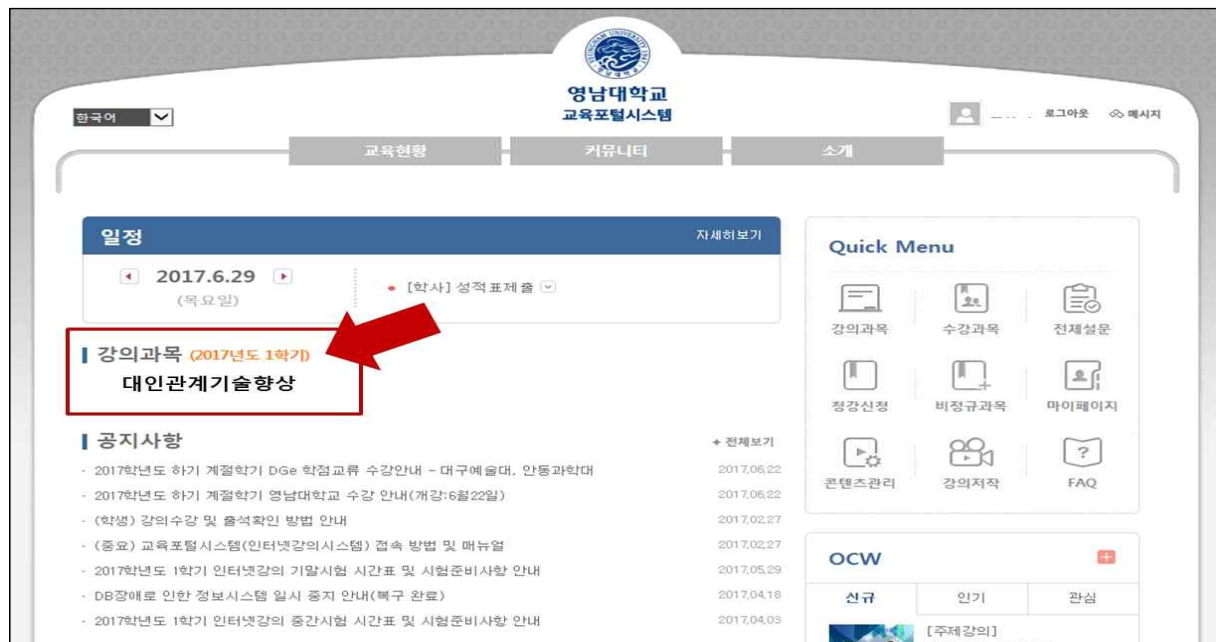 영남대학교
교육포털시스템
한국어
로그아웃 메시지
교육현황 커뮤니티 소개
일정 자세히보기
2017.6.29
(목요일)
[학사] 성적표제출
강의과목 (2017년도 1학기)
대인관계기술향상
공지사항 + 전체보기
· 2017학년도 하기 계절학기 DGe 학점교류 수강안내 - 대구예술대, 안동과학대 2017.06.22
· 2017학년도 하기 계절학기 영남대학교 수강 안내(개강:6월22일) 2017.06.22
· (학생) 강의수강 및 출석확인 방법 안내 2017.02.27
· (중요) 교육포털시스템(인터넷강의시스템) 접속 방법 및 매뉴얼 2017.02.27
· 2017학년도 1학기 인터넷강의 기말시험 시간표 및 시험준비사항 안내 2017.05.29
· DB장애로 인한 정보시스템 일시 중지 안내(복구 완료) 2017.04.18
· 2017학년도 1학기 인터넷강의 중간시험 시간표 및 시험준비사항 안내 2017.04.03
Quick Menu
강의과목 수강과목 전체설문
청강신청 비정규과목 마이페이지
콘텐츠관리 강의저작 FAQ
OCW
신규 인기 관심
[주제강의]